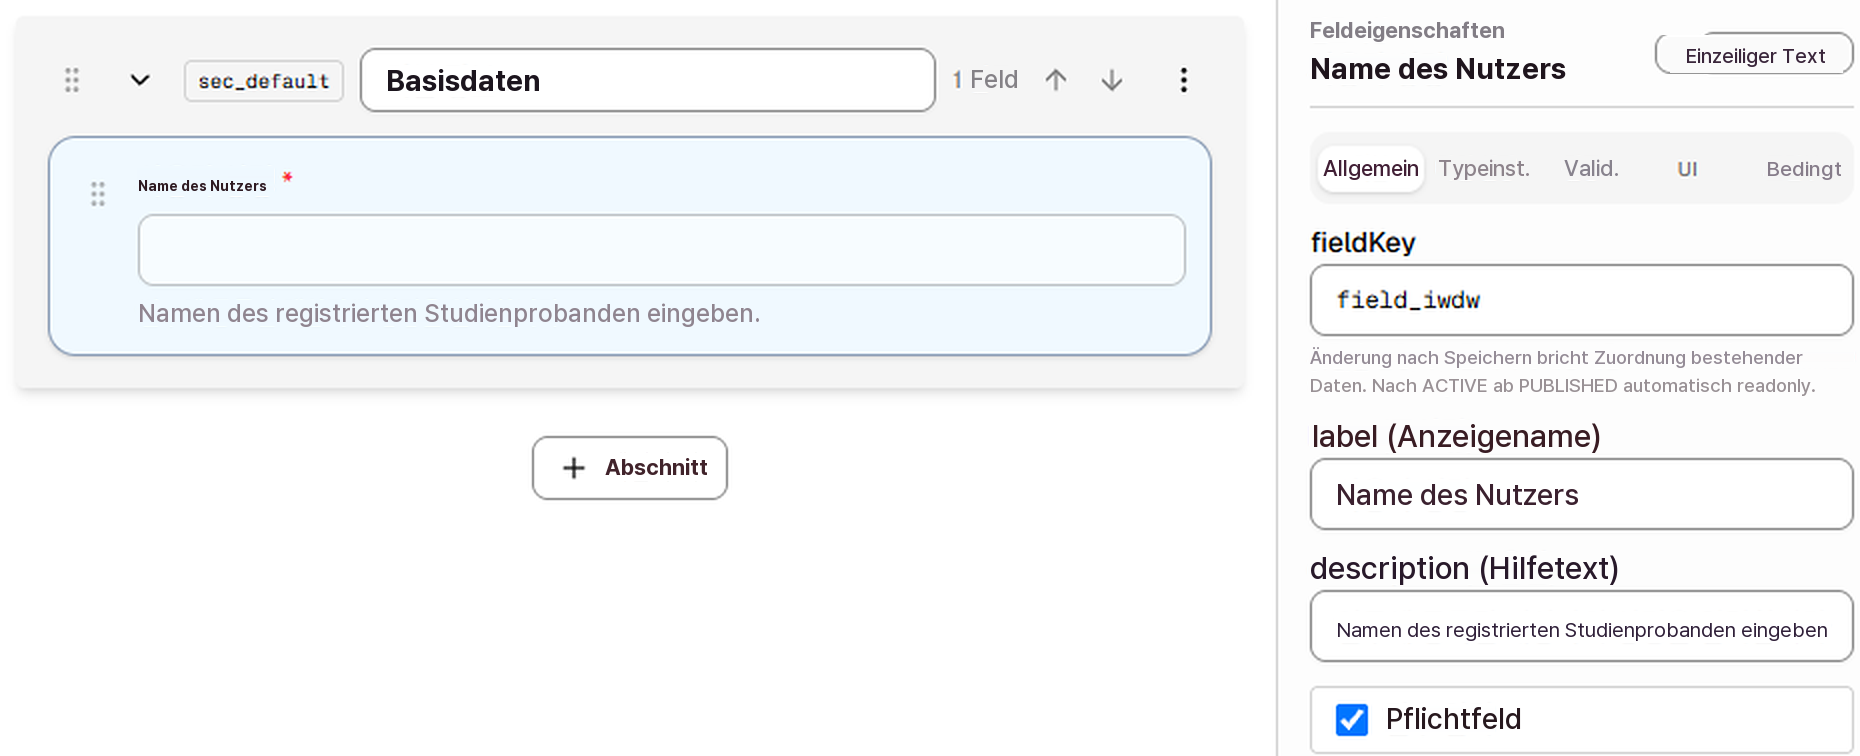 sec_default
Basisdaten
1 Feld
Name des Nutzers *
Namen des registrierten Studienprobanden eingeben.
+ Abschnitt
Feldeigenschaften
Name des Nutzers
Einzeiliger Text
Allgemein Typeinst. Valid. UI Bedingt
fieldKey
field_iwdw
Änderung nach Speichern bricht Zuordnung bestehender
Daten. Nach ACTIVE ab PUBLISHED automatisch readonly.
label (Anzeigename)
Name des Nutzers
description (Hilfetext)
Namen des registrierten Studienprobanden eingeben
Pflichtfeld